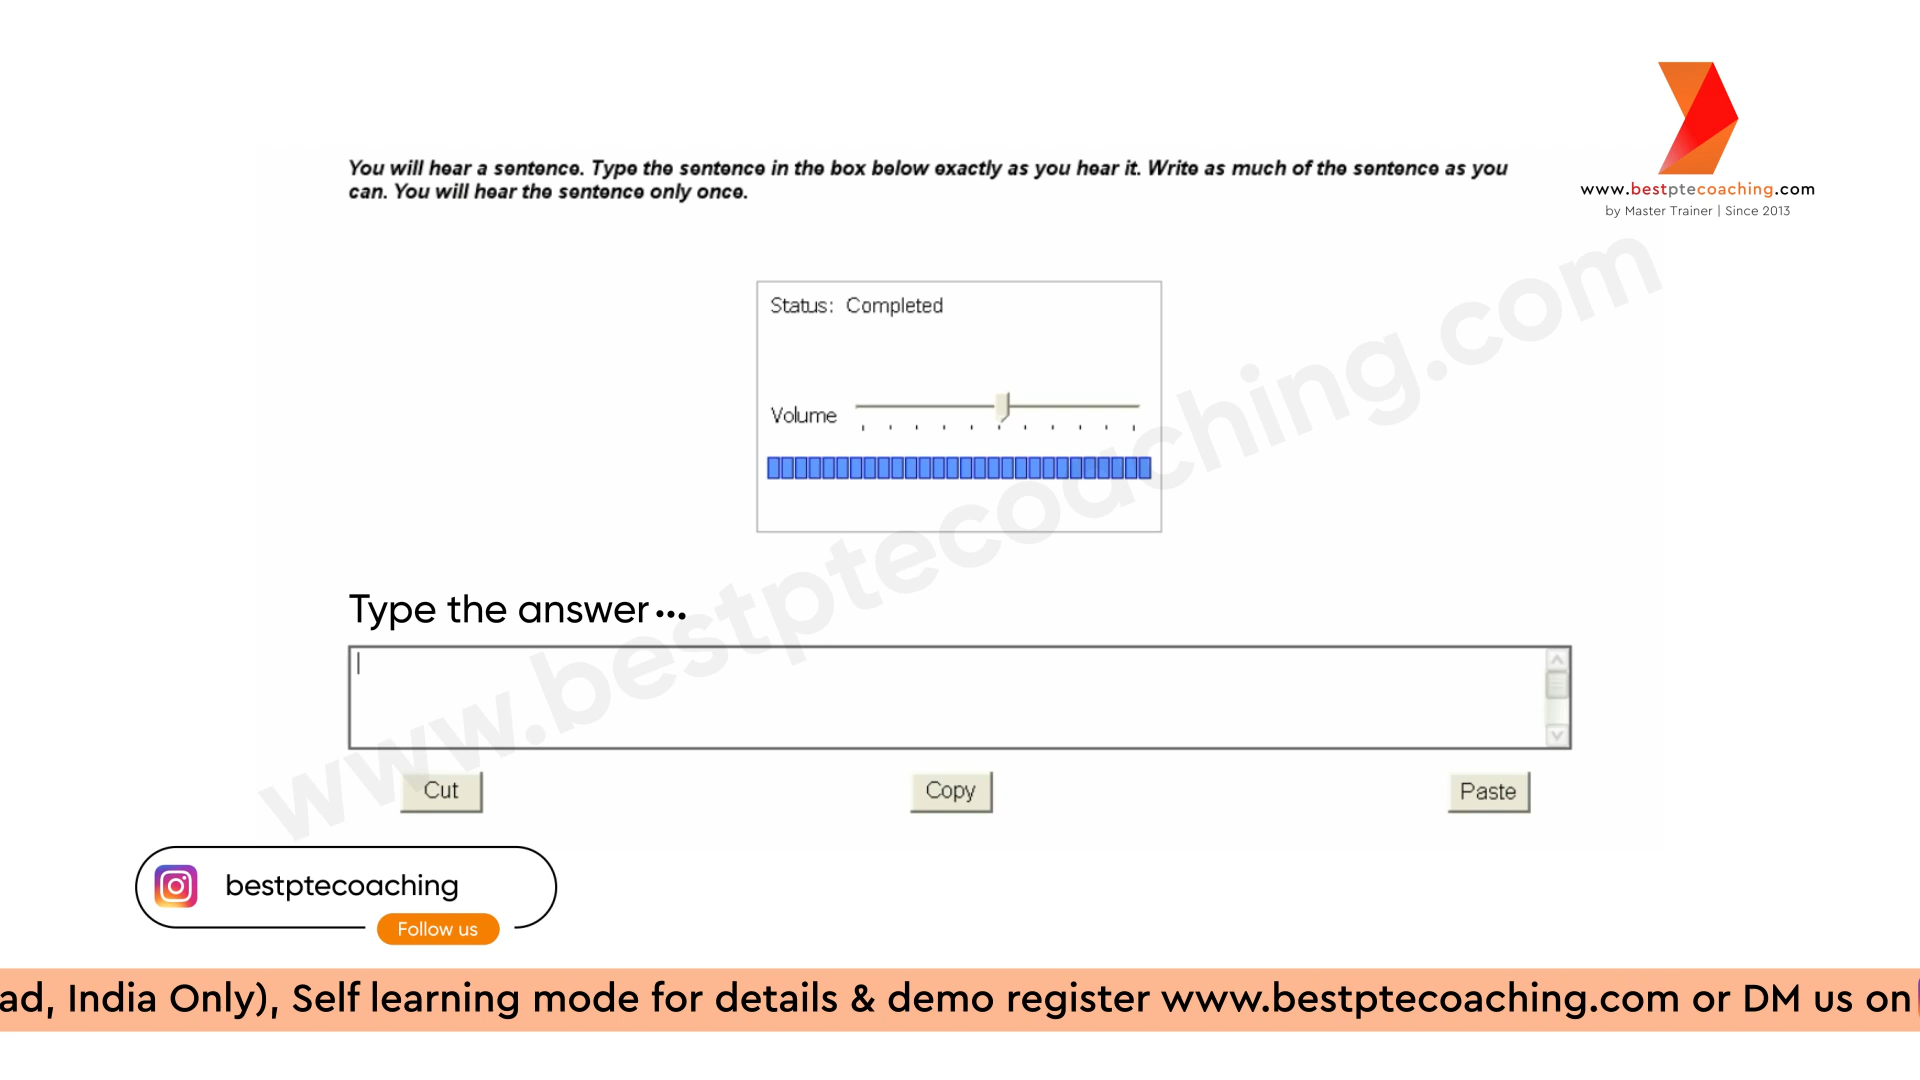 You will hear a sentence. Type the sentence in the box below exactly as you hear it. Write as much of the sentence as you
can. You will hear the sentence only once.
www.bestptecoaching.com
by Master Trainer | Since 2013
Status: Completed
Volume
www.bestptecoaching.com
Type the answer...
Cut
Copy
Paste
bestptecoaching
Follow us
ad, India Only), Self learning mode for details & demo register www.bestptecoaching.com or DM us on